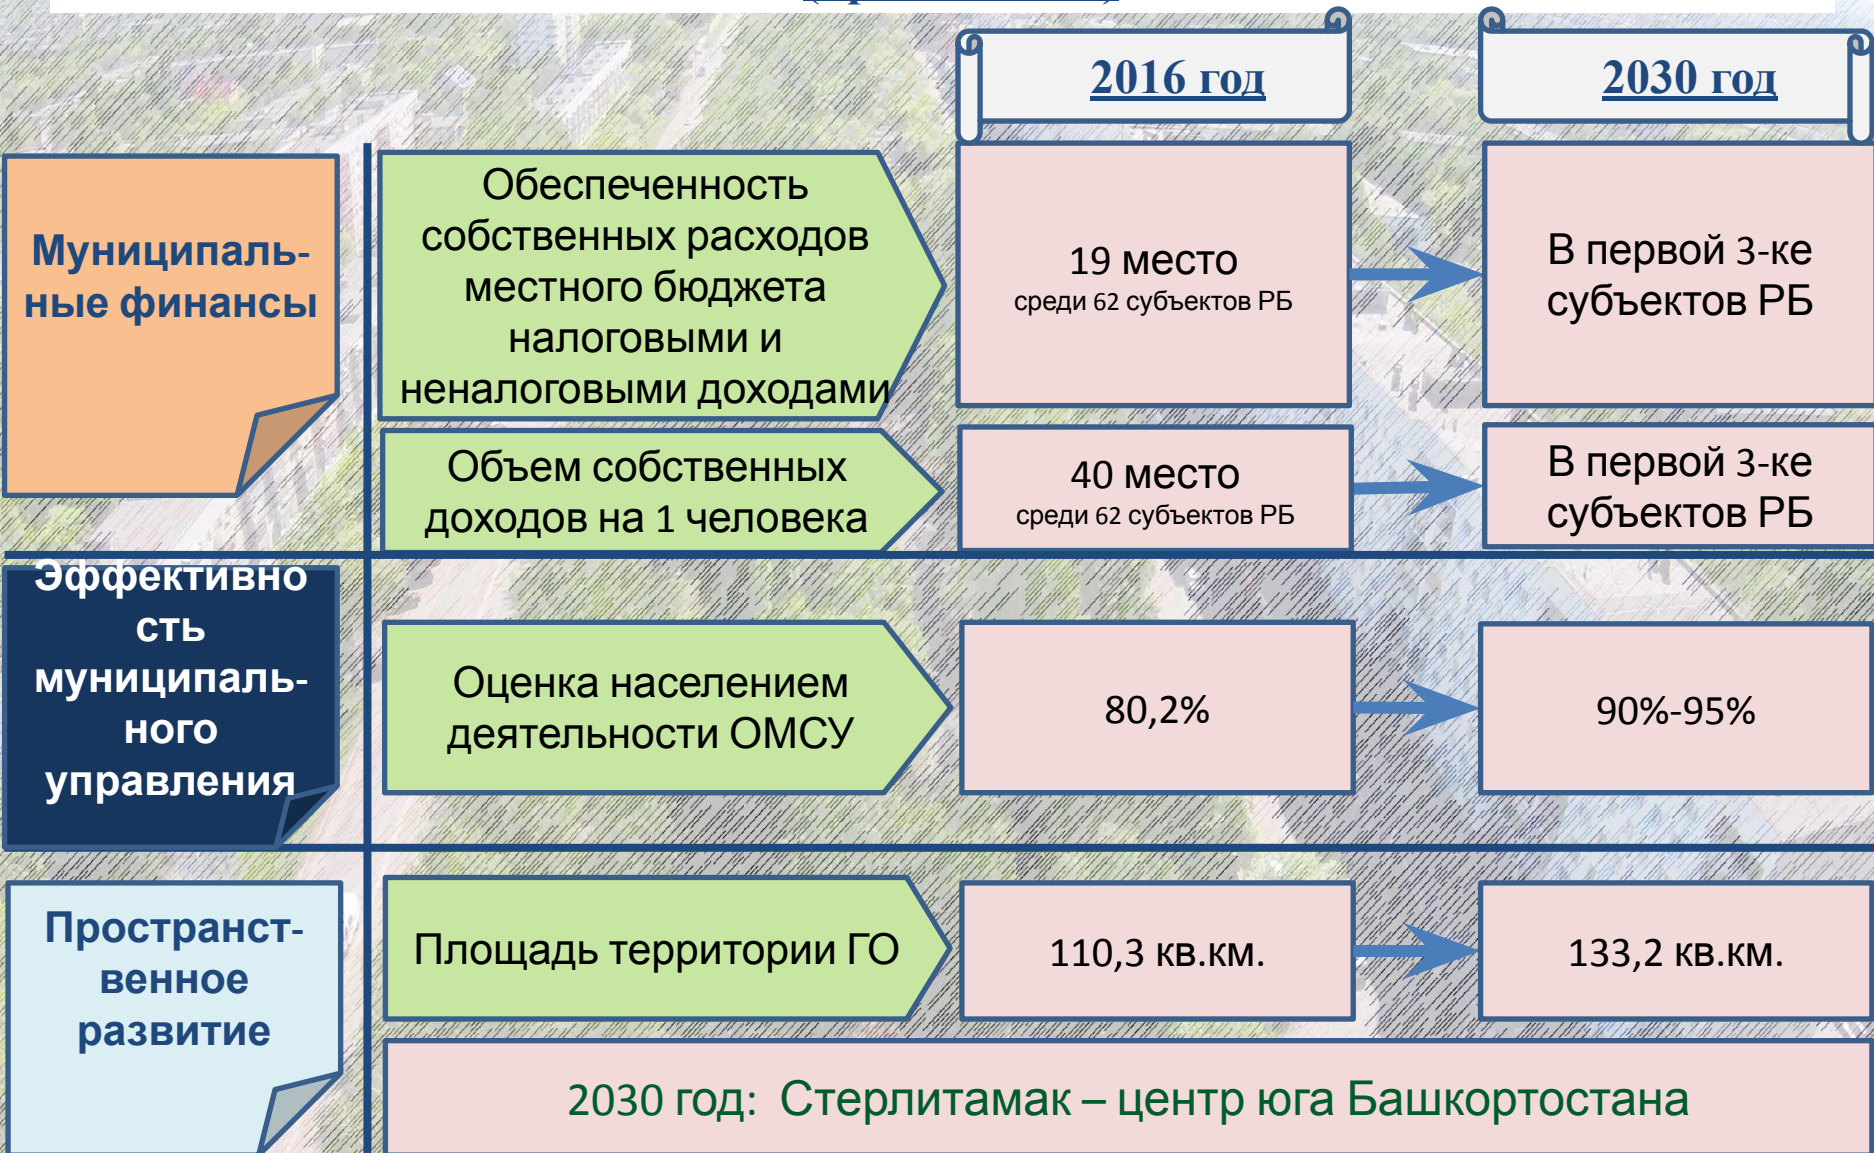 2016 год
2030 год
Муниципаль-
ные финансы
Обеспеченность
собственных расходов
местного бюджета
налоговыми и
неналоговыми доходами
19 место
среди 62 субъектов РБ
В первой 3-ке
субъектов РБ
Объем собственных
доходов на 1 человека
40 место
среди 62 субъектов РБ
В первой 3-ке
субъектов РБ
Эффективно
сть
муниципаль-
ного
управления
Оценка населением
деятельности ОМСУ
80,2%
90%-95%
Пространст-
венное
развитие
Площадь территории ГО
110,3 кв.км.
133,2 кв.км.
2030 год: Стерлитамак – центр юга Башкортостана